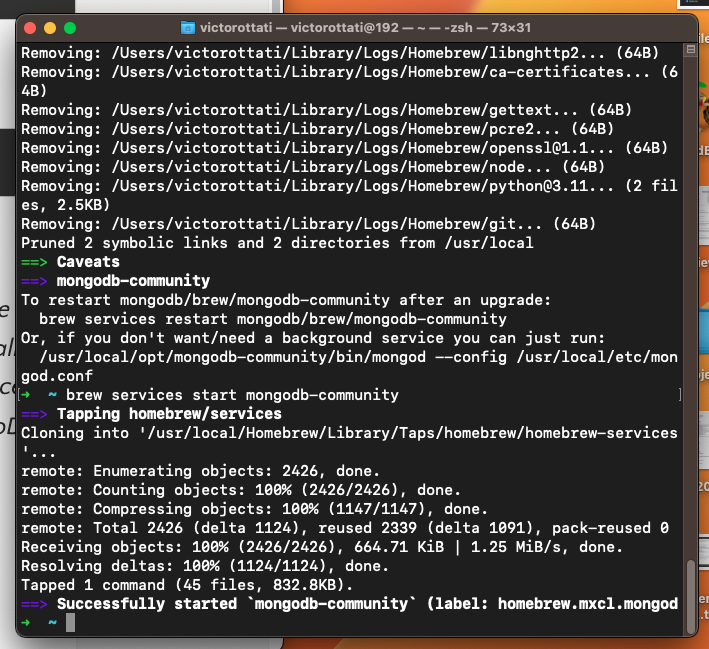 victorottati — victorottati@192 — ~ — -zsh — 73×31
Removing: /Users/victorottati/Library/Logs/Homebrew/libnghttp2... (64B)
Removing: /Users/victorottati/Library/Logs/Homebrew/ca-certificates... (6
4B)
Removing: /Users/victorottati/Library/Logs/Homebrew/gettext... (64B)
Removing: /Users/victorottati/Library/Logs/Homebrew/pcre2... (64B)
Removing: /Users/victorottati/Library/Logs/Homebrew/openssl@1.1... (64B)
Removing: /Users/victorottati/Library/Logs/Homebrew/node... (64B)
Removing: /Users/victorottati/Library/Logs/Homebrew/python@3.11... (2 fil
es, 2.5KB)
Removing: /Users/victorottati/Library/Logs/Homebrew/git... (64B)
Pruned 2 symbolic links and 2 directories from /usr/local
==> Caveats
==> mongodb-community
To restart mongodb/brew/mongodb-community after an upgrade:
  brew services restart mongodb/brew/mongodb-community
Or, if you don't want/need a background service you can just run:
  /usr/local/opt/mongodb-community/bin/mongod --config /usr/local/etc/mon
god.conf
[➜  ~ brew services start mongodb-community ]
==> Tapping homebrew/services
Cloning into '/usr/local/Homebrew/Library/Taps/homebrew/homebrew-services
'...
remote: Enumerating objects: 2426, done.
remote: Counting objects: 100% (2426/2426), done.
remote: Compressing objects: 100% (1147/1147), done.
remote: Total 2426 (delta 1124), reused 2339 (delta 1091), pack-reused 0
Receiving objects: 100% (2426/2426), 664.71 KiB | 1.25 MiB/s, done.
Resolving deltas: 100% (1124/1124), done.
Tapped 1 command (45 files, 832.8KB).
==> Successfully started `mongodb-community` (label: homebrew.mxcl.mongod
➜  ~